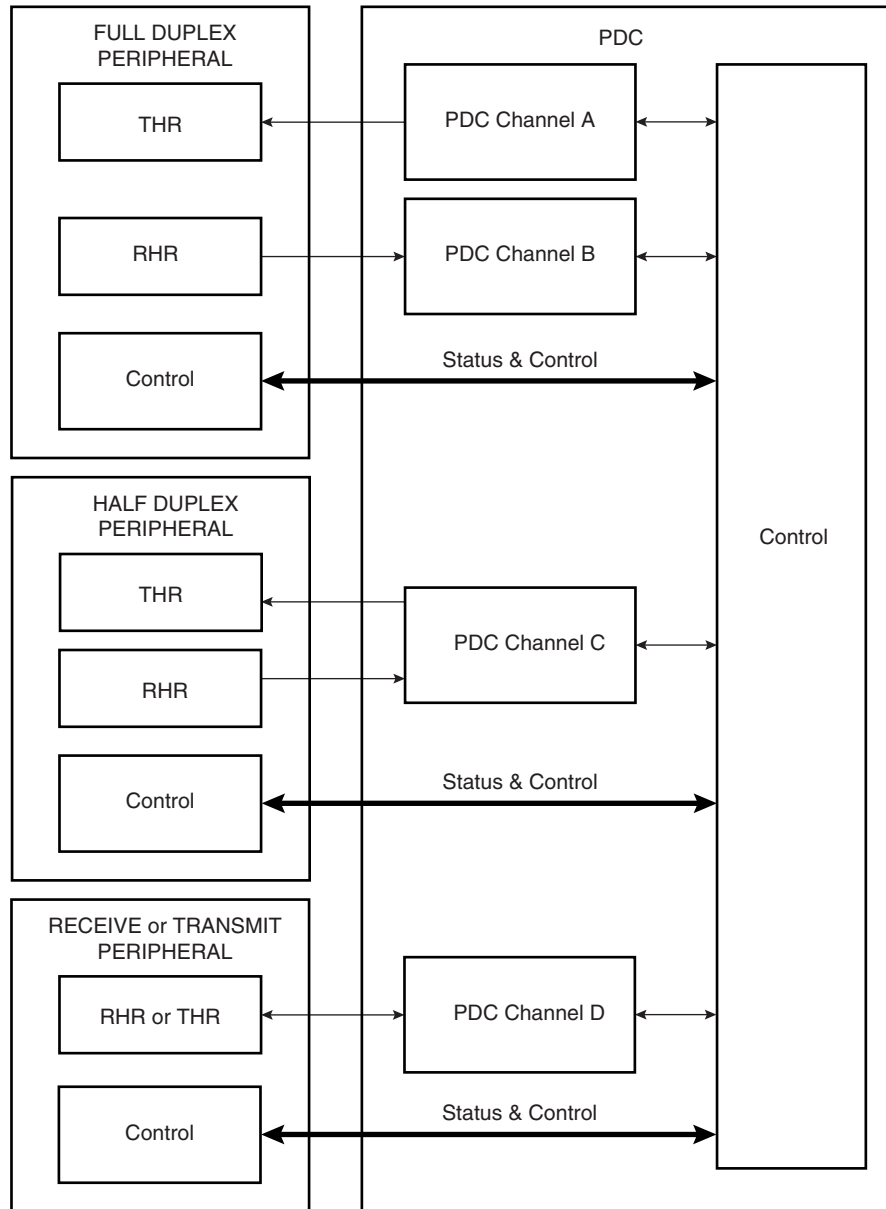 FULL DUPLEX
PERIPHERAL
PDC
THR
PDC Channel A
RHR
PDC Channel B
Control
Status & Control
HALF DUPLEX
PERIPHERAL
THR
Control
PDC Channel C
RHR
Control
Status & Control
RECEIVE or TRANSMIT
PERIPHERAL
RHR or THR
PDC Channel D
Control
Status & Control